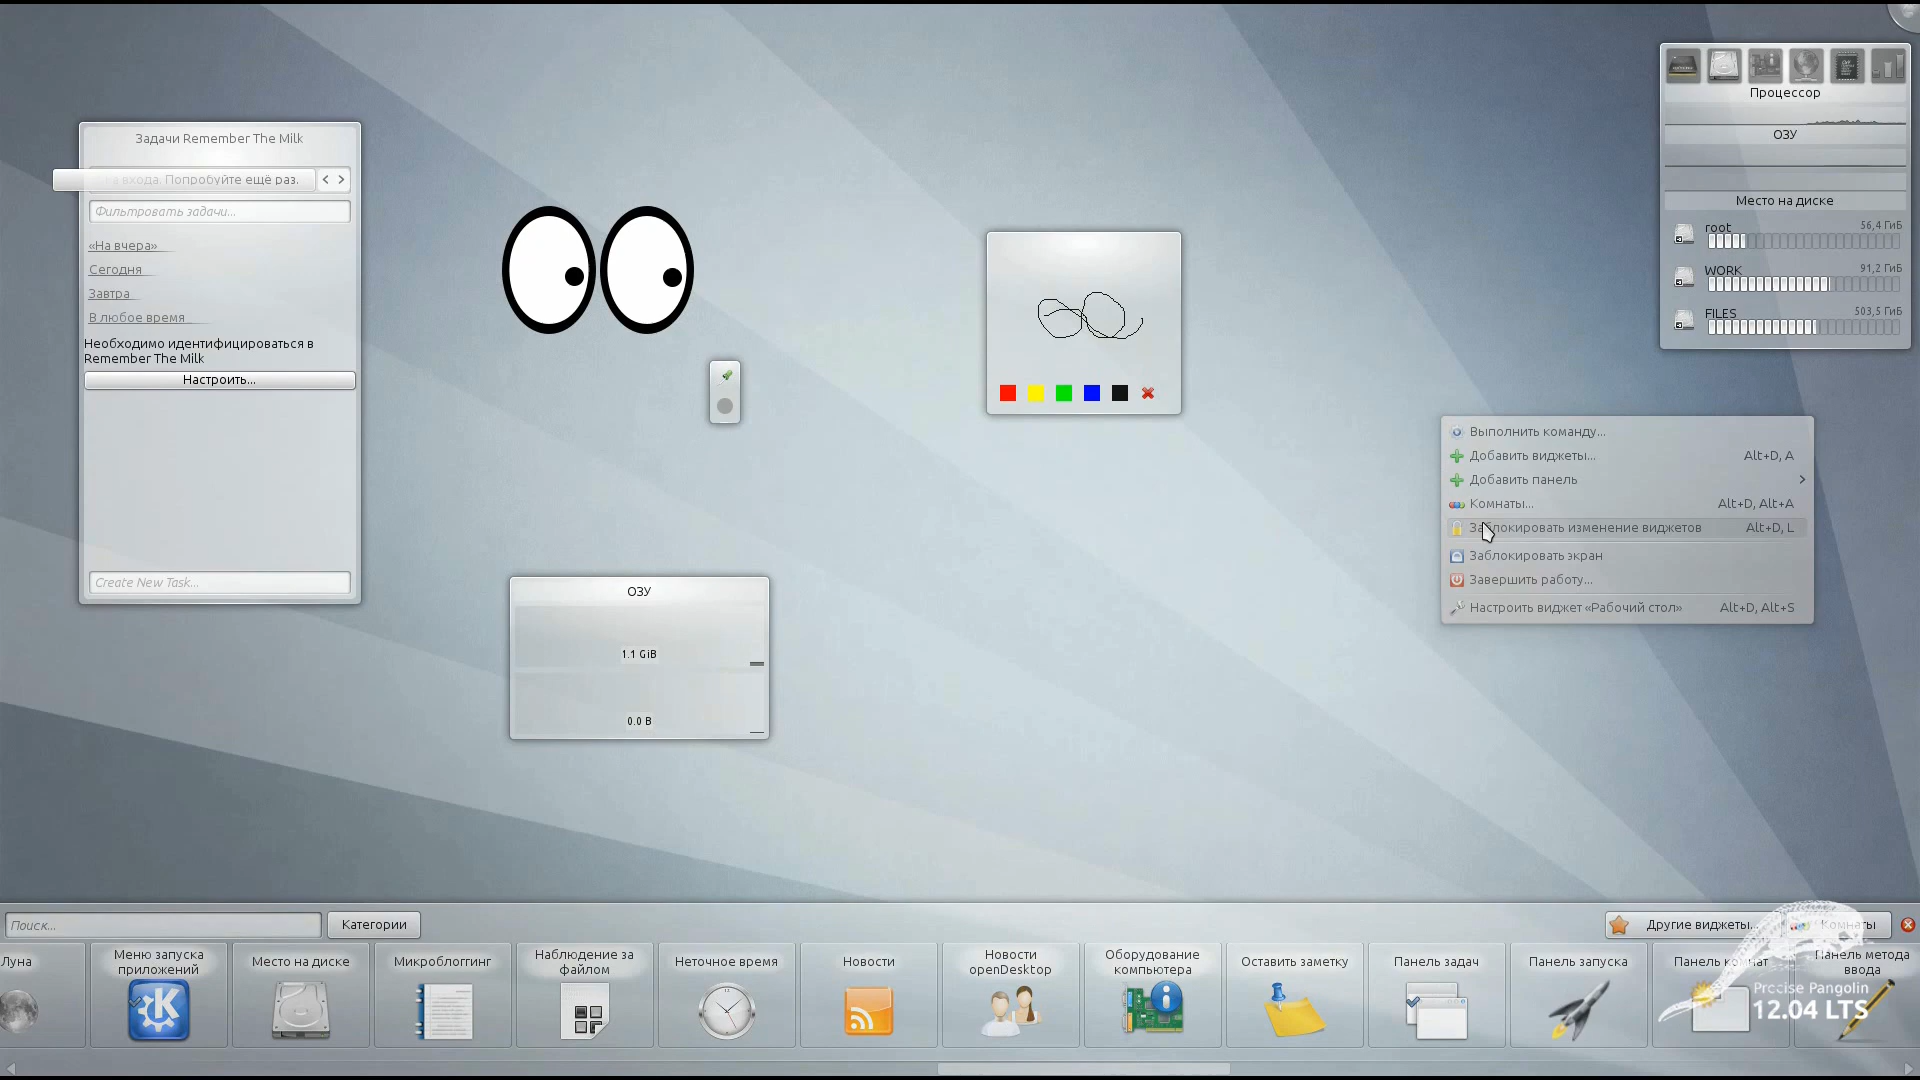 Процессор
ОЗУ
Место на диске
root 56,4 ГиБ
WORK 91,2 ГиБ
FILES 503,5 ГиБ
Задачи Remember The Milk
входа. Попробуйте ещё раз.
Фильтровать задачи...
«На вчера»
Сегодня
Завтра
В любое время
Необходимо идентифицироваться в
Remember The Milk
Настроить...
Create New Task...
ОЗУ
1.1 GiB
0.0 B
Выполнить команду...
Добавить виджеты... Alt+D, A
Добавить панель
Комнаты... Alt+D, Alt+A
Заблокировать изменение виджетов Alt+D, L
Заблокировать экран
Завершить работу...
Настроить виджет «Рабочий стол» Alt+D, Alt+S
Поиск...
Категории
Другие виджеты...
Комнаты
Луна
Меню запуска
приложений
Место на диске
Микроблоггинг
Наблюдение за
файлом
Неточное время
Новости
Новости
openDesktop
Оборудование
компьютера
Оставить заметку
Панель задач
Панель запуска
Панель комнат
Панель метода
ввода
Precise Pangolin
12.04 LTS